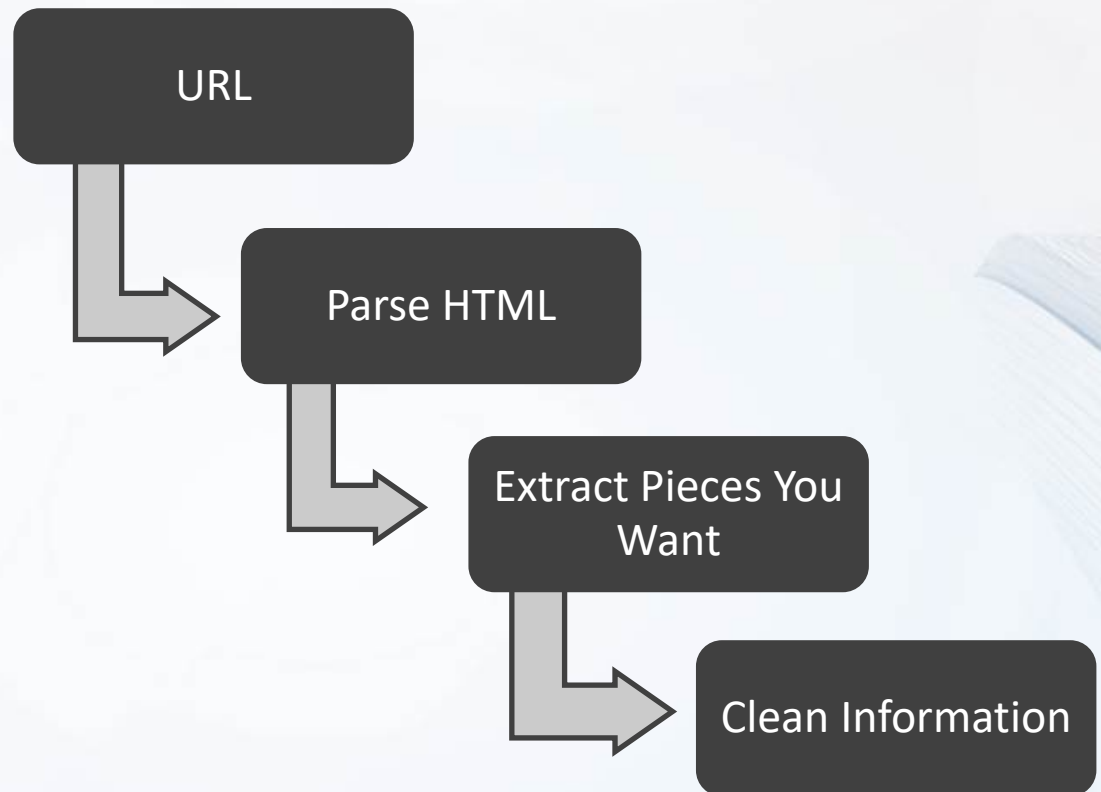 URL
Parse HTML
Extract Pieces You
Want
Clean Information